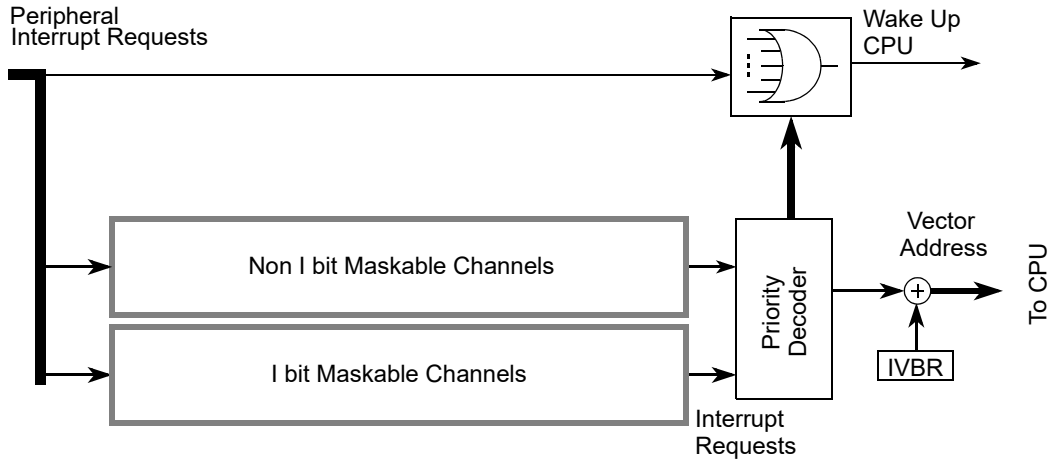 Peripheral
Interrupt Requests
Wake Up
CPU
Non I bit Maskable Channels
I bit Maskable Channels
Priority
Decoder
Interrupt
Requests
Vector
Address
+
IVBR
To CPU